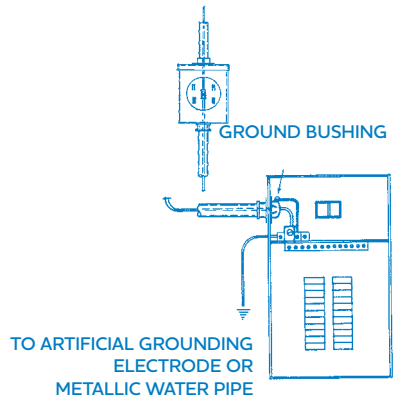 GROUND BUSHING
TO ARTIFICIAL GROUNDING
ELECTRODE OR
METALLIC WATER PIPE